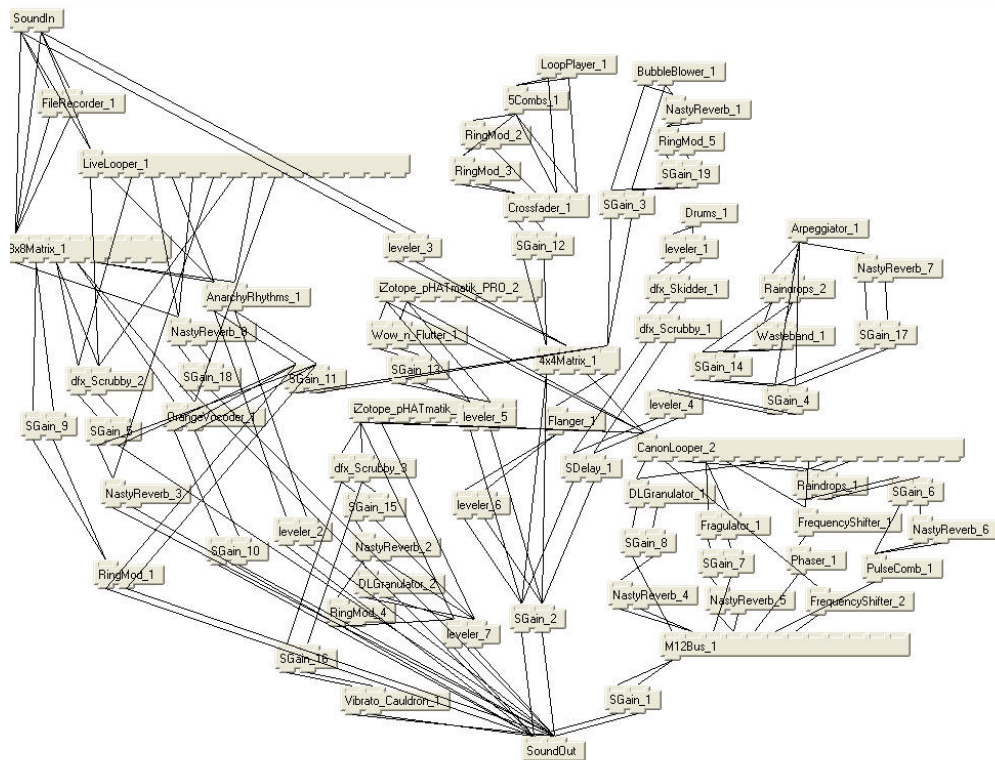 SoundIn
LoopPlayer_1
BubbleBlower_1
FileRecorder_1
5Combs_1
NastyReverb_1
RingMod_2
RingMod_5
LiveLooper_1
RingMod_3
SGain_19
Crossfader_1
SGain_3
Drums_1
Arpeggiator_1
8x8Matrix_1
leveler_3
SGain_12
leveler_1
NastyReverb_7
AnarchyRhythms_1
iZotope_pHATmatik_PRO_2
dfx_Skidder_1
Raindrops_2
NastyReverb_8
Wow_n_Flutter_1
dfx_Scrubby_1
Wasteband_1
SGain_17
4x4Matrix_1
SGain_14
dfx_Scrubby_2
SGain_18
SGain_11
SGain_13
SGain_4
SGain_9
SGain_5
OrangeVocoder_1
iZotope_pHATmatik_
leveler_5
Flanger_1
leveler_4
CanonLooper_2
dfx_Scrubby_3
SDelay_1
NastyReverb_3
DLGranulator_1
Raindrops_1
SGain_6
leveler_2
SGain_15
leveler_6
Fragulator_1
FrequencyShifter_1
NastyReverb_6
SGain_10
NastyReverb_2
SGain_8
RingMod_1
SGain_7
Phaser_1
PulseComb_1
DLGranulator_2
NastyReverb_4
NastyReverb_5
FrequencyShifter_2
RingMod_4
leveler_7
SGain_2
M12Bus_1
SGain_16
Vibrato_Cauldron_1
SGain_1
SoundOut